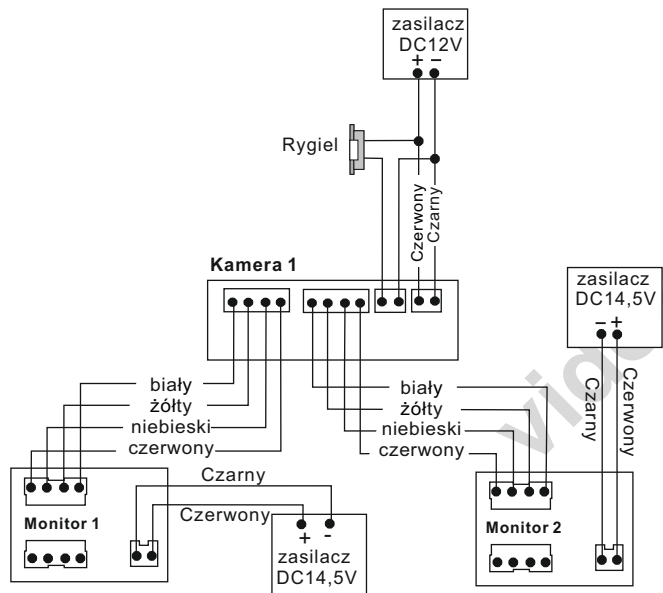 zasilacz
DC12V
+ −
Rygiel
Czerwony
Czarny
Kamera 1
zasilacz
DC14,5V
− +
Czarny
Czerwony
biały
żółty
niebieski
czerwony
biały
żółty
niebieski
czerwony
Monitor 1
Czarny
Czerwony
+ -
zasilacz
DC14,5V
Monitor 2